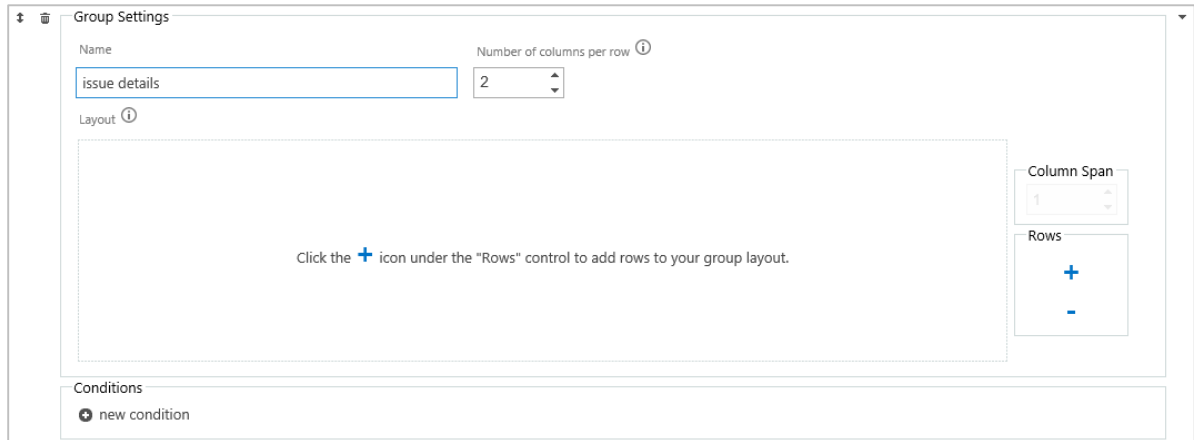 Group Settings
Name
Number of columns per row
issue details
2
Layout
Column Span
1
Click the + icon under the "Rows" control to add rows to your group layout.
Rows
+
-
Conditions
new condition